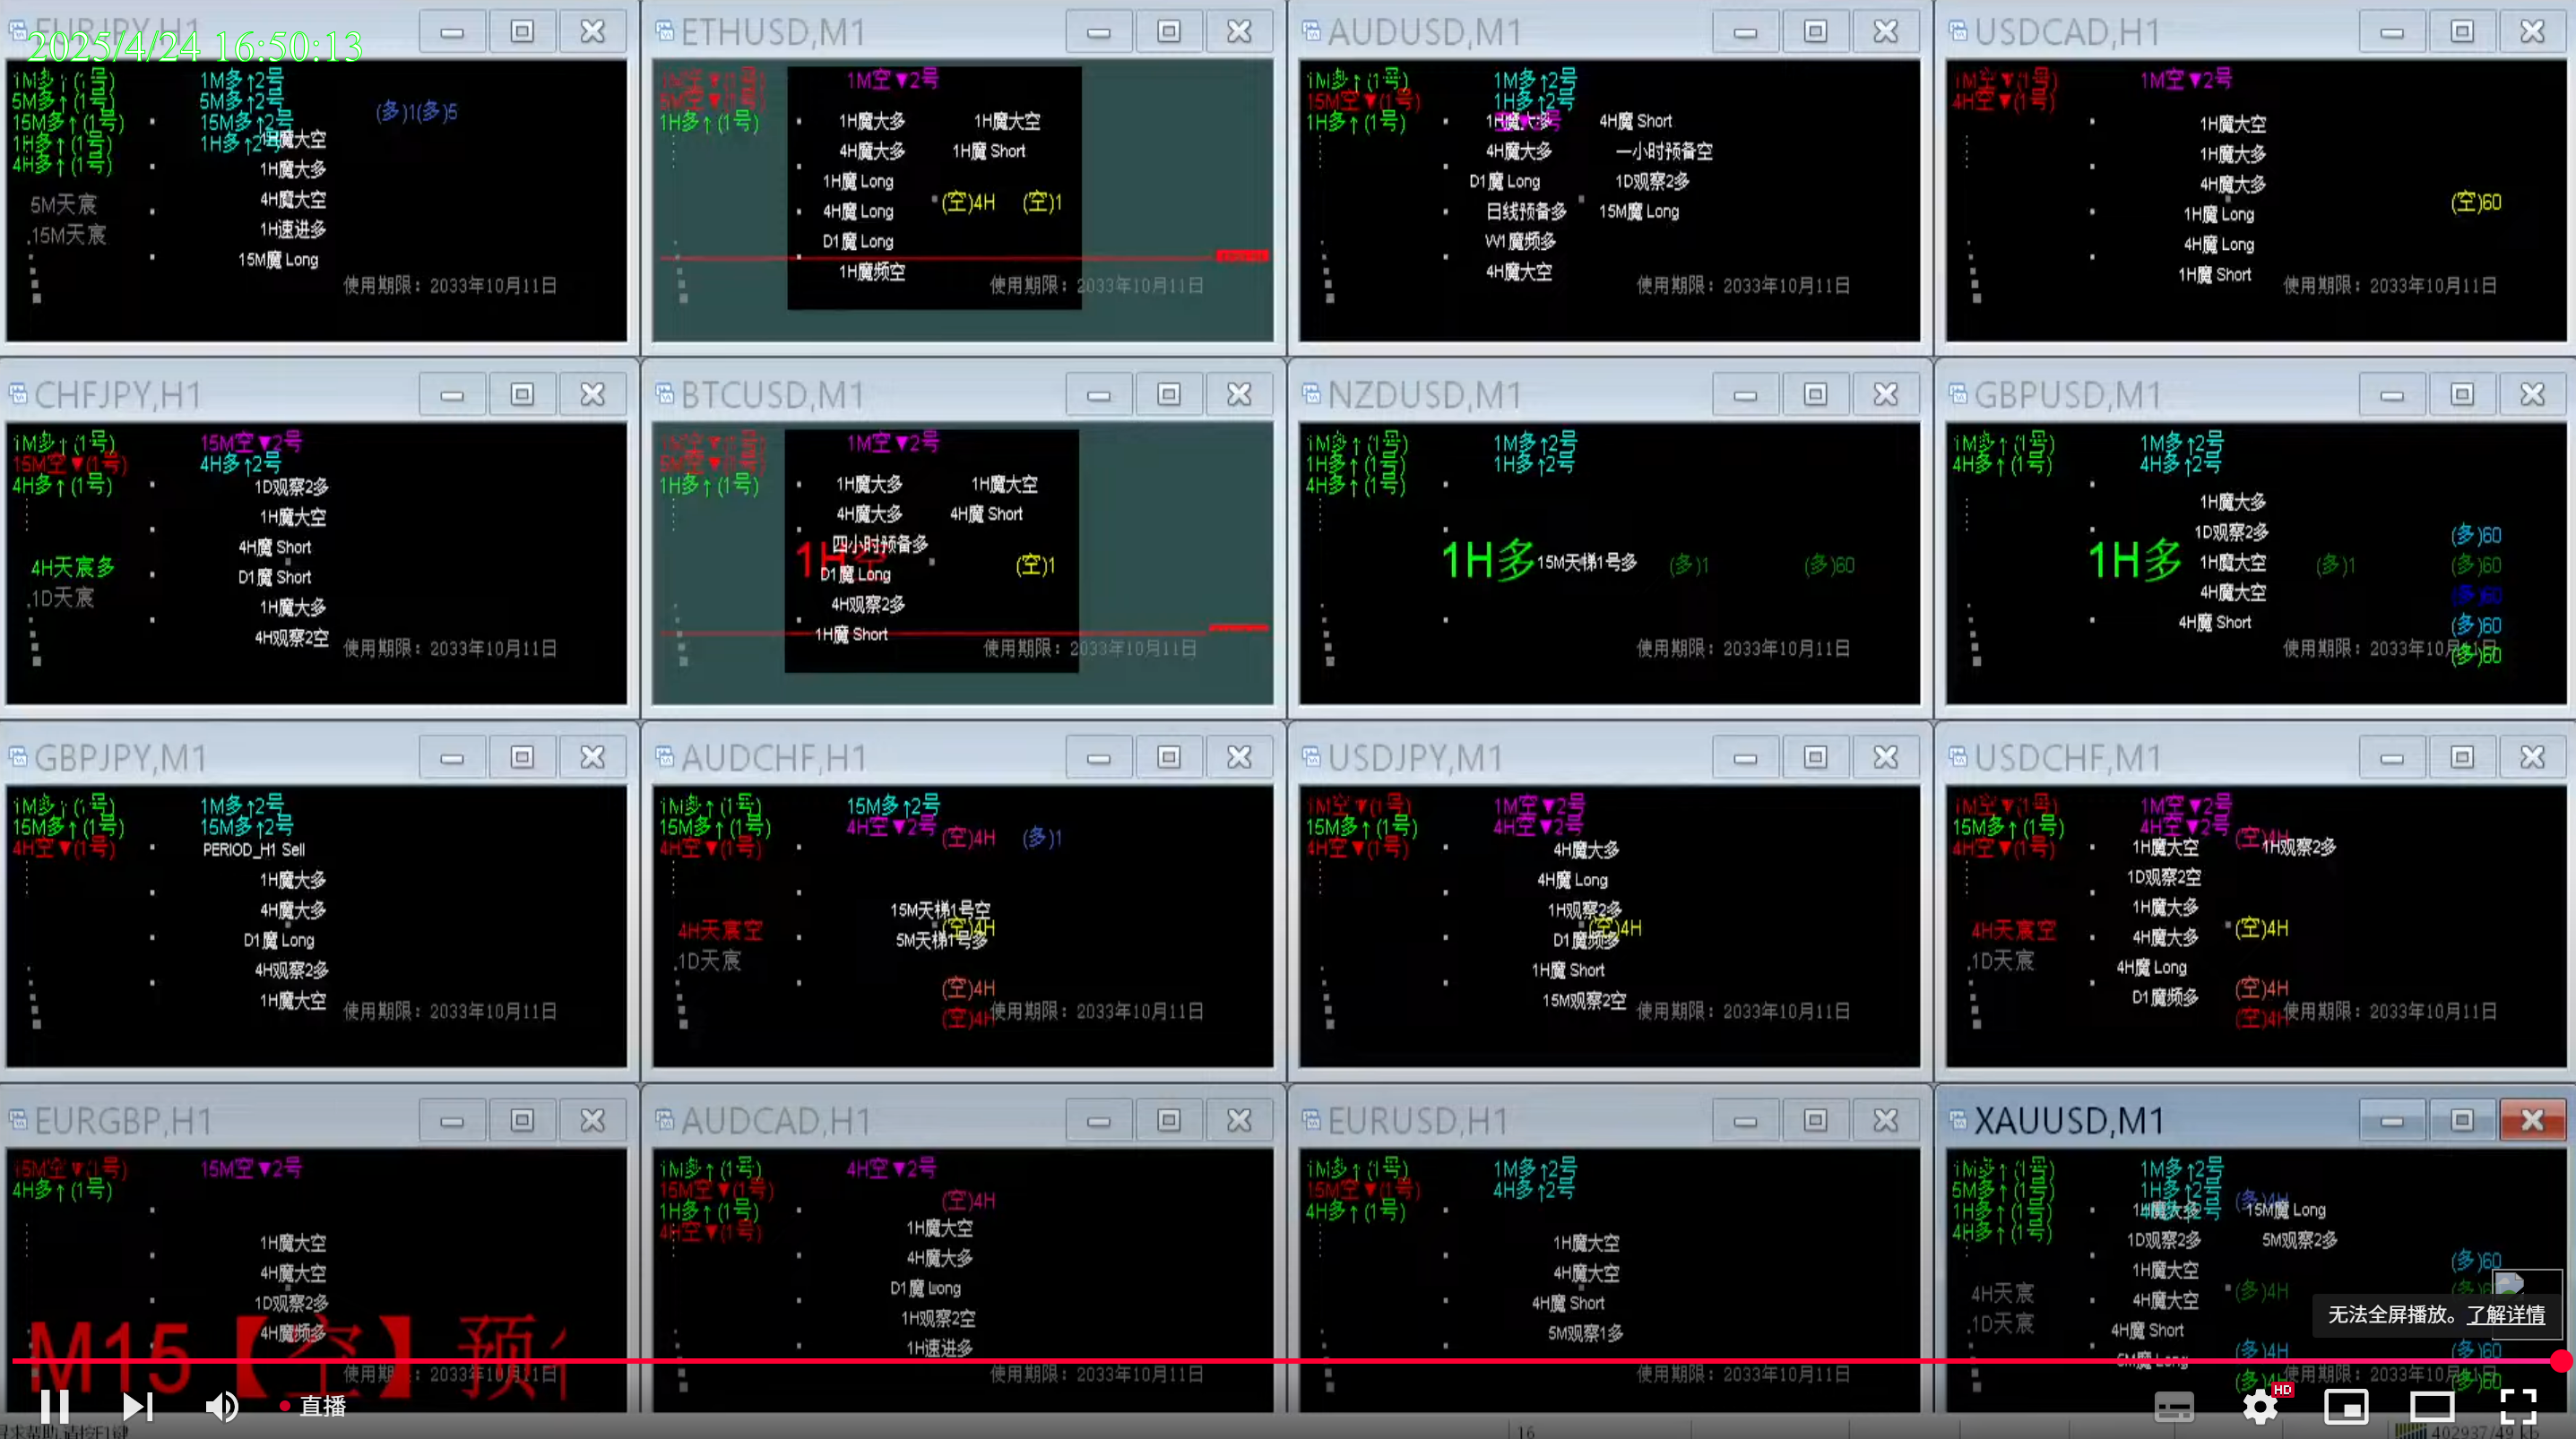 EURJPY,H1
2025/4/24 16:50:13
1M多↑(1号)
5M多↑(1号)
15M多↑(1号)
1H多↑(1号)
4H多↑(1号)
1M多↑2号
5M多↑2号
15M多↑2号
1H多↑2号
(多)1(多)5
1H魔大空
1H魔大多
4H魔大空
1H速进多
15M魔 Long
5M天宸
15M天宸
使用期限：2033年10月11日
ETHUSD,M1
1M空▼(1号)
5M空▼(1号)
1H多↑(1号)
1M空▼2号
1H魔大多 1H魔大空
4H魔大多 1H魔 Short
1H魔 Long
(空)4H (空)1
4H魔 Long
D1魔 Long
1H魔频空
使用期限：2033年10月11日
AUDUSD,M1
1M多↑(1号)
15M空▼(1号)
1H多↑(1号)
1M多↑2号
1H多↑2号
1H魔大多 4H魔 Short
4H魔大多 一小时预备空
D1魔 Long 1D观察2多
日线预备多 15M魔 Long
W1魔频多
4H魔大空
使用期限：2033年10月11日
USDCAD,H1
1M空▼(1号)
4H空▼(1号)
1M空▼2号
1H魔大空
1H魔大多
4H魔大多
(空)60
1H魔 Long
4H魔 Long
1H魔 Short
使用期限：2033年10月11日
CHFJPY,H1
1M多↑(1号)
15M空▼(1号)
4H多↑(1号)
15M空▼2号
4H多↑2号
1D观察2多
1H魔大空
4H魔 Short
D1魔 Short
1H魔大多
4H观察2空
4H天宸多
1D天宸
使用期限：2033年10月11日
BTCUSD,M1
1M空▼(1号)
5M空▼(1号)
1H多↑(1号)
1M空▼2号
1H魔大多 1H魔大空
4H魔大多 4H魔 Short
四小时预备多
1H空
(空)1
D1魔 Long
4H观察2多
1H魔 Short
使用期限：2033年10月11日
NZDUSD,M1
1M多↑(1号)
1H多↑(1号)
4H多↑(1号)
1M多↑2号
1H多↑2号
1H多 15M天梯1号多 (多)1 (多)60
使用期限：2033年10月11日
GBPUSD,M1
1M多↑(1号)
4H多↑(1号)
1M多↑2号
4H多↑2号
1H魔大多
1D观察2多 (多)60
1H多 1H魔大空 (多)1 (多)60
4H魔大空 (多)60
4H魔 Short (多)60
使用期限：2033年10月11日
(多)60
GBPJPY,M1
1M多↑(1号)
15M多↑(1号)
4H空▼(1号)
1M多↑2号
15M多↑2号
PERIOD_H1 Sell
1H魔大多
4H魔大多
D1魔 Long
4H观察2多
1H魔大空
使用期限：2033年10月11日
AUDCHF,H1
1M多↑(1号)
15M多↑(1号)
4H空▼(1号)
15M多↑2号
4H空▼2号
(空)4H (多)1
15M天梯1号空
(空)4H
5M天梯1号多
4H天宸空
1D天宸
(空)4H
(空)4H
使用期限：2033年10月11日
USDJPY,M1
1M空▼(1号)
15M多↑(1号)
4H空▼(1号)
1M空▼2号
4H空▼2号
4H魔大多
4H魔 Long
1H观察2多
(空)4H
D1魔频多
1H魔 Short
15M观察2空
使用期限：2033年10月11日
USDCHF,M1
1M空▼(1号)
15M多↑(1号)
4H空▼(1号)
1M空▼2号
4H空▼2号
(空)4H
1H魔大空 1H观察2多
1D观察2空
1H魔大多
4H魔大多 (空)4H
4H魔 Long
D1魔频多
4H天宸空
1D天宸
(空)4H
(空)4H
使用期限：2033年10月11日
EURGBP,H1
15M空▼(1号)
4H多↑(1号)
15M空▼2号
1H魔大空
4H魔大空
1D观察2多
4H魔频多
M15【空】预
使用期限：2033年10月11日
AUDCAD,H1
1M多↑(1号)
15M空▼(1号)
1H多↑(1号)
4H空▼(1号)
4H空▼2号
(空)4H
1H魔大空
4H魔大多
D1魔 Long
1H观察2空
1H速进多
使用期限：2033年10月11日
EURUSD,H1
1M多↑(1号)
15M空▼(1号)
4H多↑(1号)
1M多↑2号
4H多↑2号
1H魔大空
4H魔大空
4H魔 Short
5M观察1多
使用期限：2033年10月11日
XAUUSD,M1
1M多↑(1号)
5M多↑(1号)
1H多↑(1号)
4H多↑(1号)
1M多↑2号
1H多↑2号
4H多↑2号
(多)4H
1H魔大多 15M魔 Long
1D观察2多 5M观察2多
1H魔大空 (多)60
4H魔大空 (多)4H
4H魔 Short
5M魔 Long
4H天宸
1D天宸
(多)4H (多)60
使用期限：2033年10月11日
(多)60
无法全屏播放。了解详情
直播
HD
16